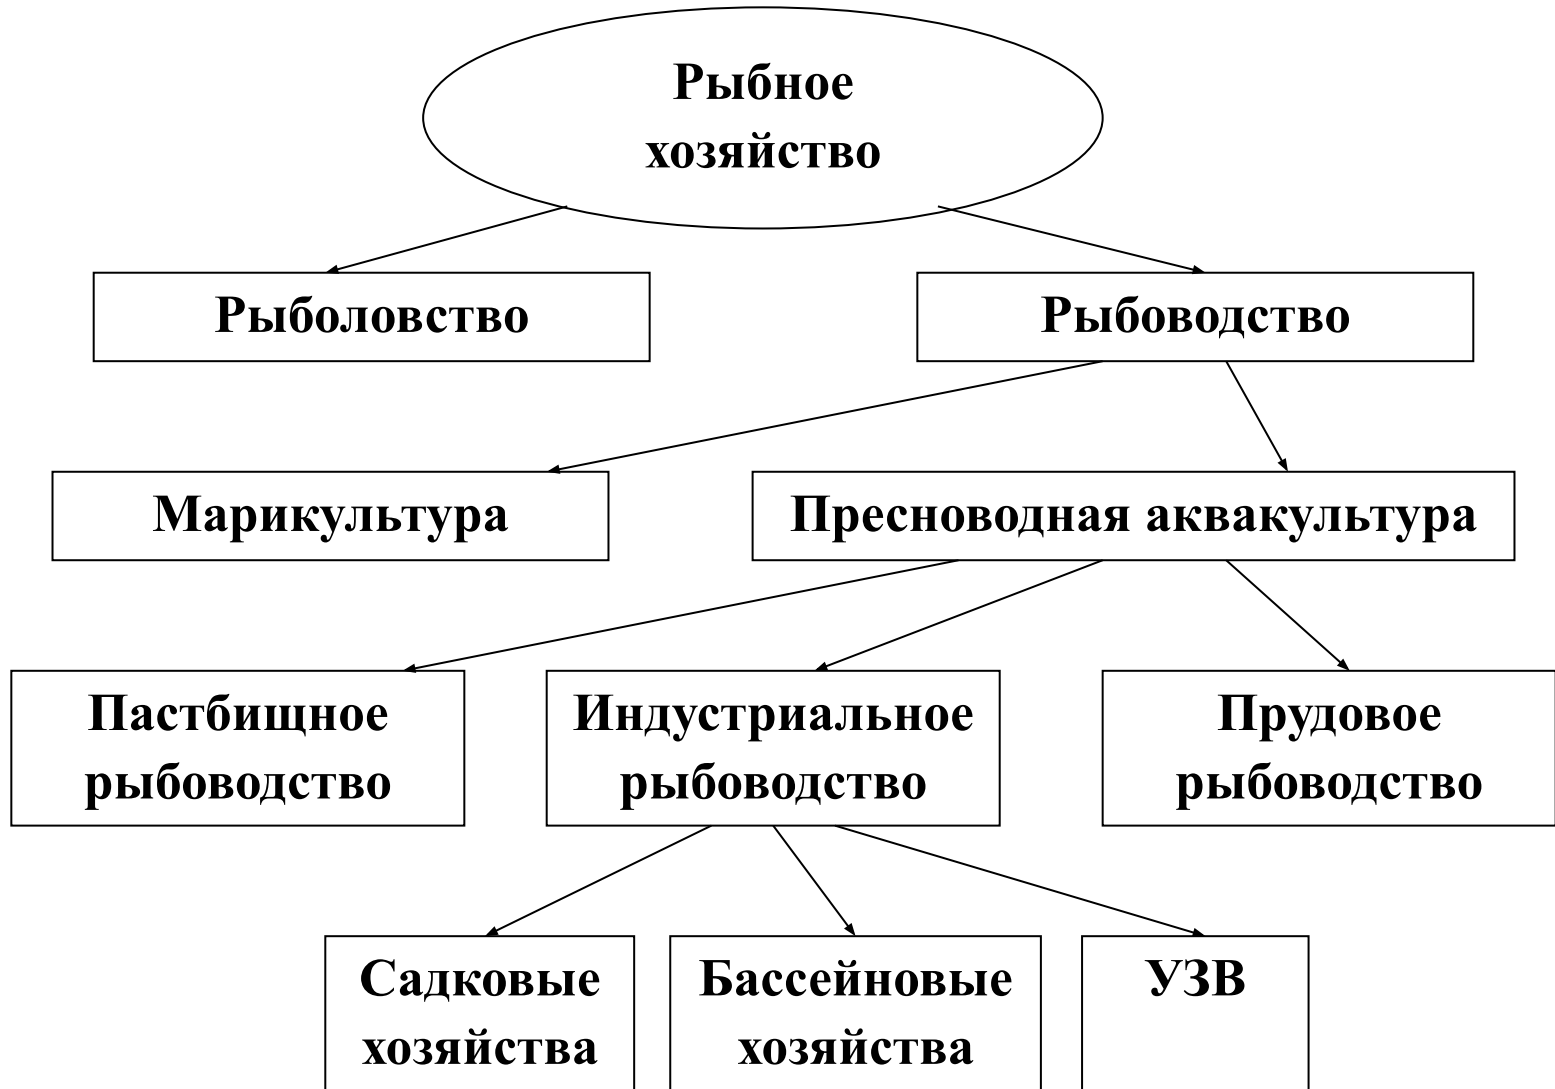 Рыбное
хозяйство
Рыболовство
Рыбоводство
Марикультура
Пресноводная аквакультура
Пастбищное
рыбоводство
Индустриальное
рыбоводство
Прудовое
рыбоводство
Садковые
хозяйства
Бассейновые
хозяйства
УЗВ